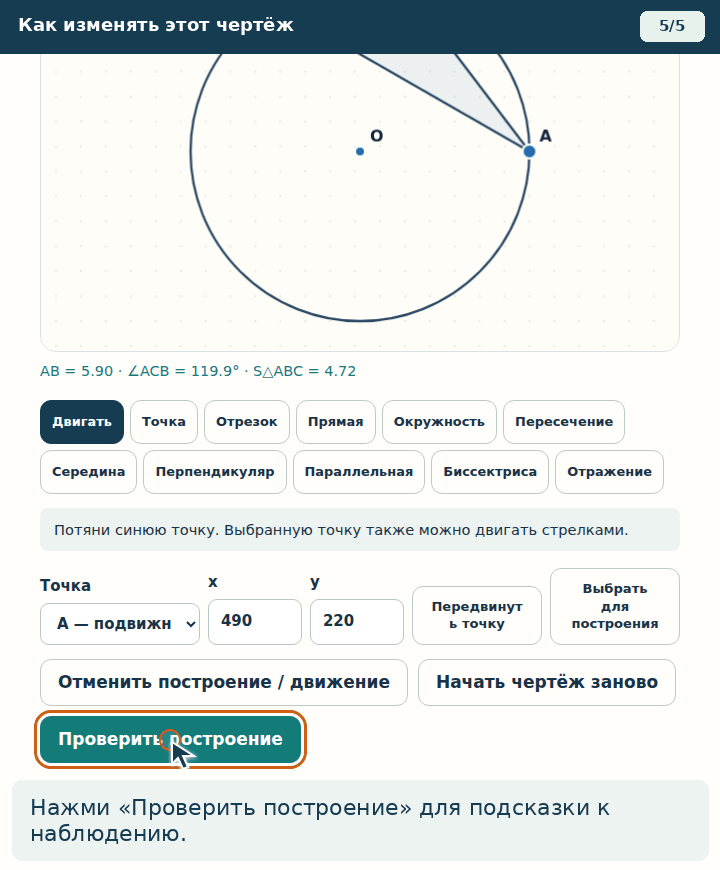 Как изменять этот чертёж
5/5
O
A
AB = 5.90 · ∠ACB = 119.9° · S△ABC = 4.72
Двигать Точка Отрезок Прямая Окружность Пересечение
Середина Перпендикуляр Параллельная Биссектриса Отражение
Потяни синюю точку. Выбранную точку также можно двигать стрелками.
Точка
x
y
A — подвижн
490
220
Передвинут
ь точку
Выбрать
для
построения
Отменить построение / движение
Начать чертёж заново
Проверить построение
Нажми «Проверить построение» для подсказки к
наблюдению.